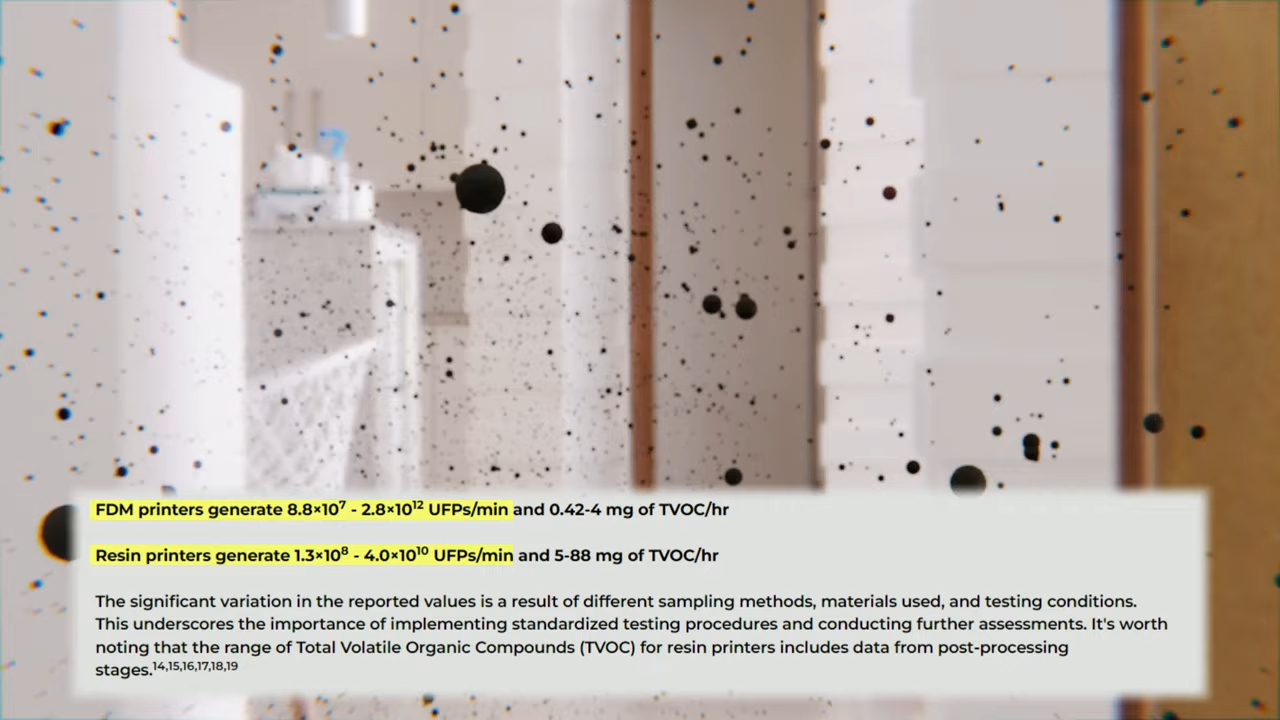 FDM printers generate 8.8×10⁷ - 2.8×10¹² UFPs/min and 0.42-4 mg of TVOC/hr
Resin printers generate 1.3×10⁸ - 4.0×10¹⁰ UFPs/min and 5-88 mg of TVOC/hr
The significant variation in the reported values is a result of different sampling methods, materials used, and testing conditions.
This underscores the importance of implementing standardized testing procedures and conducting further assessments. It's worth
noting that the range of Total Volatile Organic Compounds (TVOC) for resin printers includes data from post-processing
stages.¹⁴,¹⁵,¹⁶,¹⁷,¹⁸,¹⁹